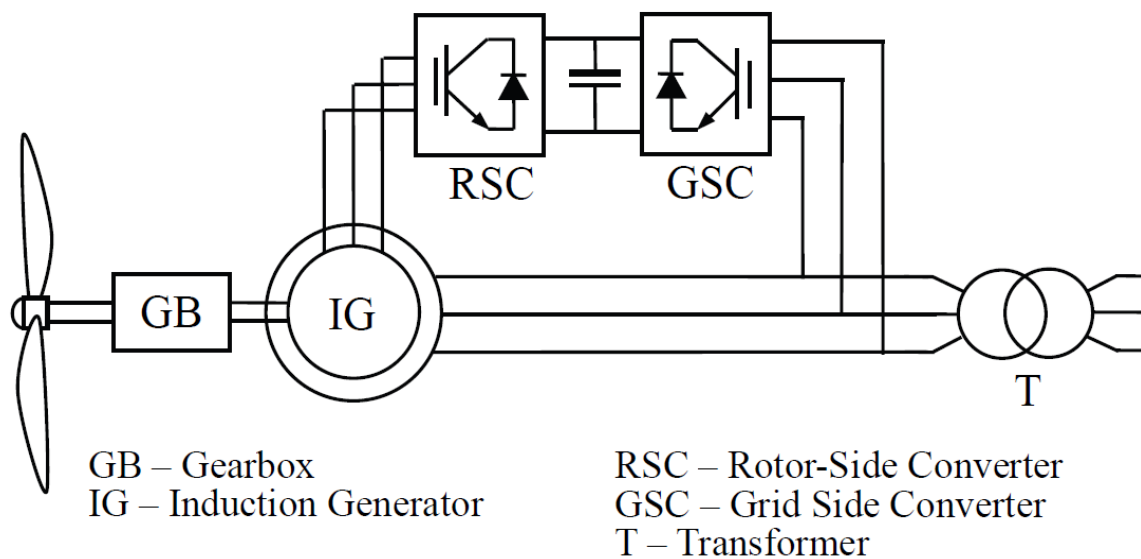 RSC
GSC
GB
IG
T
GB – Gearbox
IG – Induction Generator
RSC – Rotor-Side Converter
GSC – Grid Side Converter
T – Transformer